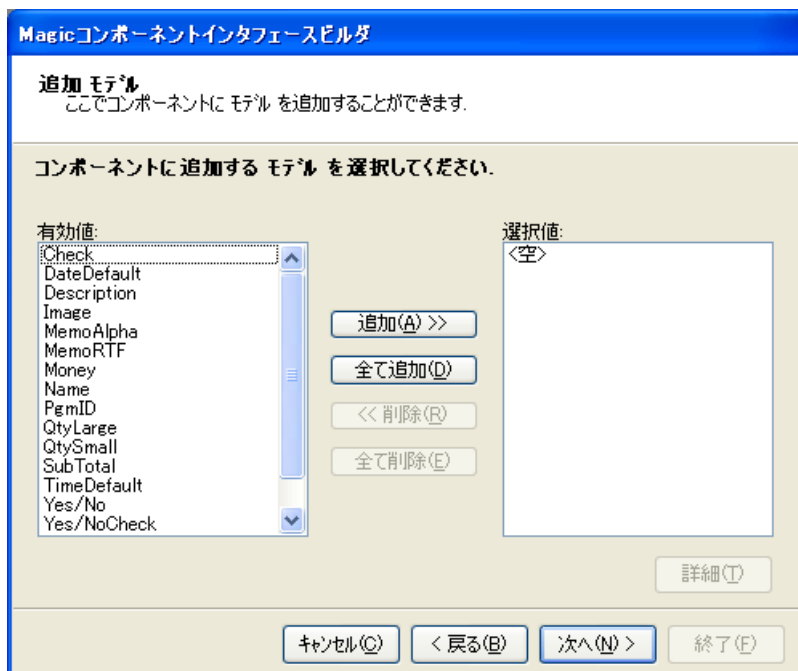 Magicコンポーネントインタフェースビルダ
追加 モデル
ここでコンポーネントに モデル を追加することができます.
コンポーネントに追加する モデル を選択してください.
有効値:
Check
DateDefault
Description
Image
MemoAlpha
MemoRTF
Money
Name
PgmID
QtyLarge
QtySmall
SubTotal
TimeDefault
Yes/No
Yes/NoCheck
追加(A) >>
全て追加(D)
<< 削除(R)
全て削除(E)
選択値:
<空>
詳細(T)
キャンセル(C)
< 戻る(B)
次へ(N) >
終了(F)